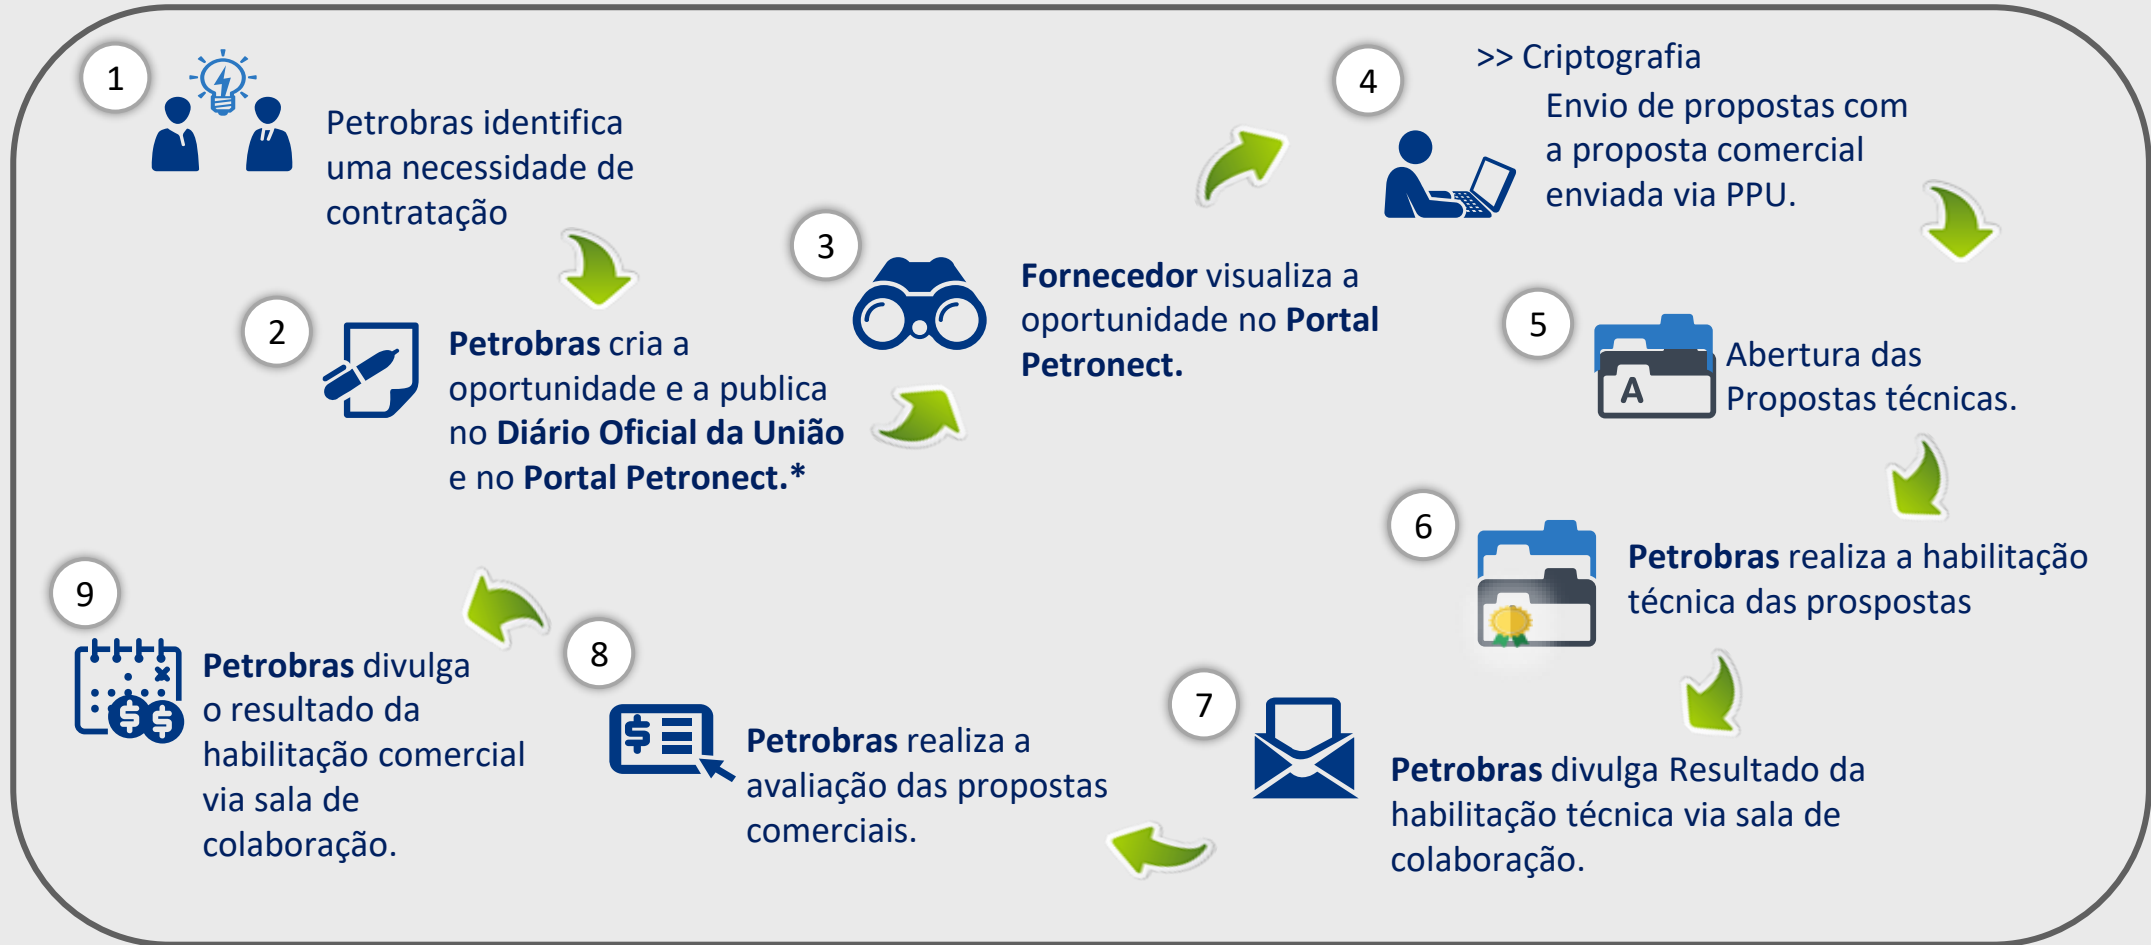 1
Petrobras identifica
uma necessidade de
contratação
2
Petrobras cria a
oportunidade e a publica
no Diário Oficial da União
e no Portal Petronect.*
3
Fornecedor visualiza a
oportunidade no Portal
Petronect.
4
>> Criptografia
Envio de propostas com
a proposta comercial
enviada via PPU.
5
A
Abertura das
Propostas técnicas.
6
Petrobras realiza a habilitação
técnica das prospostas
7
Petrobras divulga Resultado da
habilitação técnica via sala de
colaboração.
8
$
Petrobras realiza a
avaliação das propostas
comerciais.
9
$ $
Petrobras divulga
o resultado da
habilitação comercial
via sala de
colaboração.